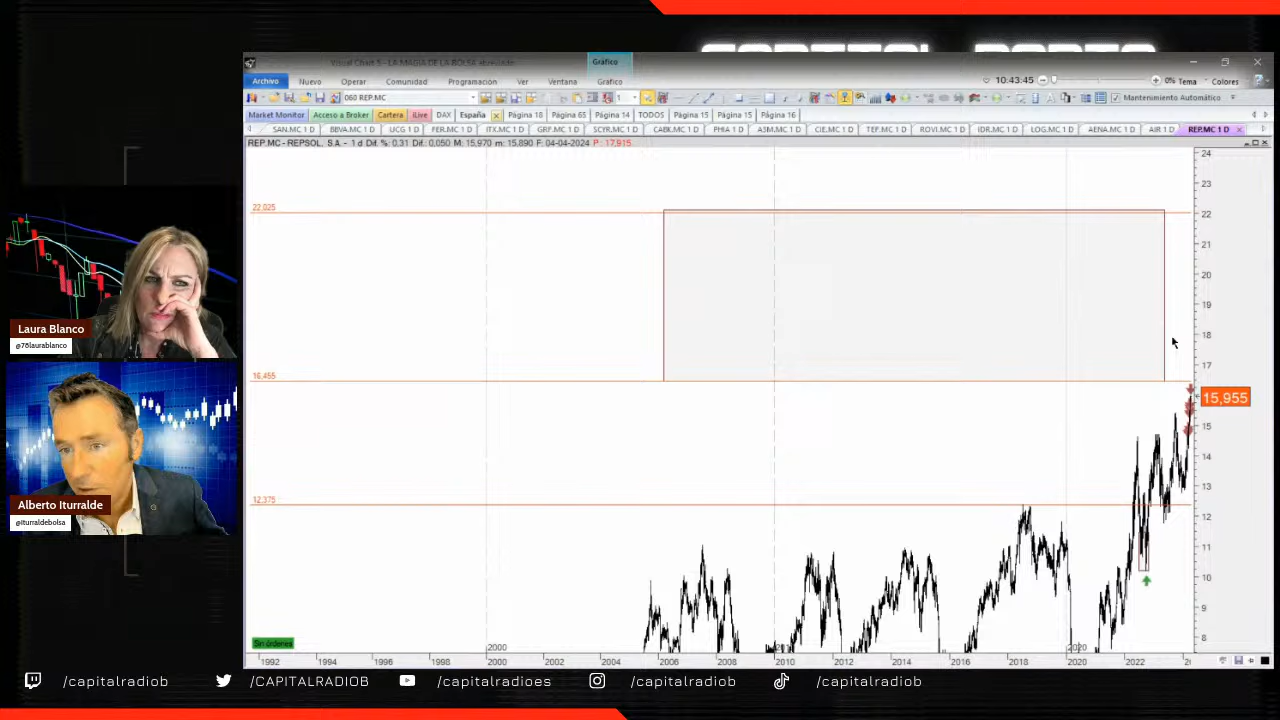 CAPITAL RADIO
Visual Chart 5 - LA MAGIA DE LA BOLSA abreviado
Gráfico
Archivo Nuevo Operar Comunidad Programación Ver Ventana Gráfico
10:43:45 0% Tema Colores
060 REP.MC 1 Mantenimiento Automático
Market Monitor Acceso a Broker Cartera iLive DAX España Página 18 Página 65 Página 14 TODOS Página 15 Página 15 Página 16
SAN.MC 1 D BBVA.MC 1 D UCG 1 D FER.MC 1 D ITX.MC 1 D GRF.MC 1 D SCYR.MC 1 D CABK.MC 1 D PHIA 1 D A3M.MC 1 D CIE.MC 1 D TEF.MC 1 D ROVI.MC 1 D IDR.MC 1 D LOG.MC 1 D AENA.MC 1 D AIR 1 D REP.MC 1 D
REP.MC - REPSOL, S.A. - 1 d Dif. %: 0,31 Dif.: 0,050 M: 15,970 m: 15,890 F: 04-04-2024 P: 17,915
24
23
22,025
22
21
20
19
18
17
16,455
15,955
15
14
13
12,375
12
11
10
9
8
Sin órdenes
2000 2020
1992 1994 1996 1998 2000 2002 2004 2006 2008 2010 2012 2014 2016 2018 2020 2022
Laura Blanco
@76laurablanco
Alberto Iturralde
@iturraldebolsa
/capitalradiob /CAPITALRADIOB /capitalradioes /capitalradiob /capitalradiob